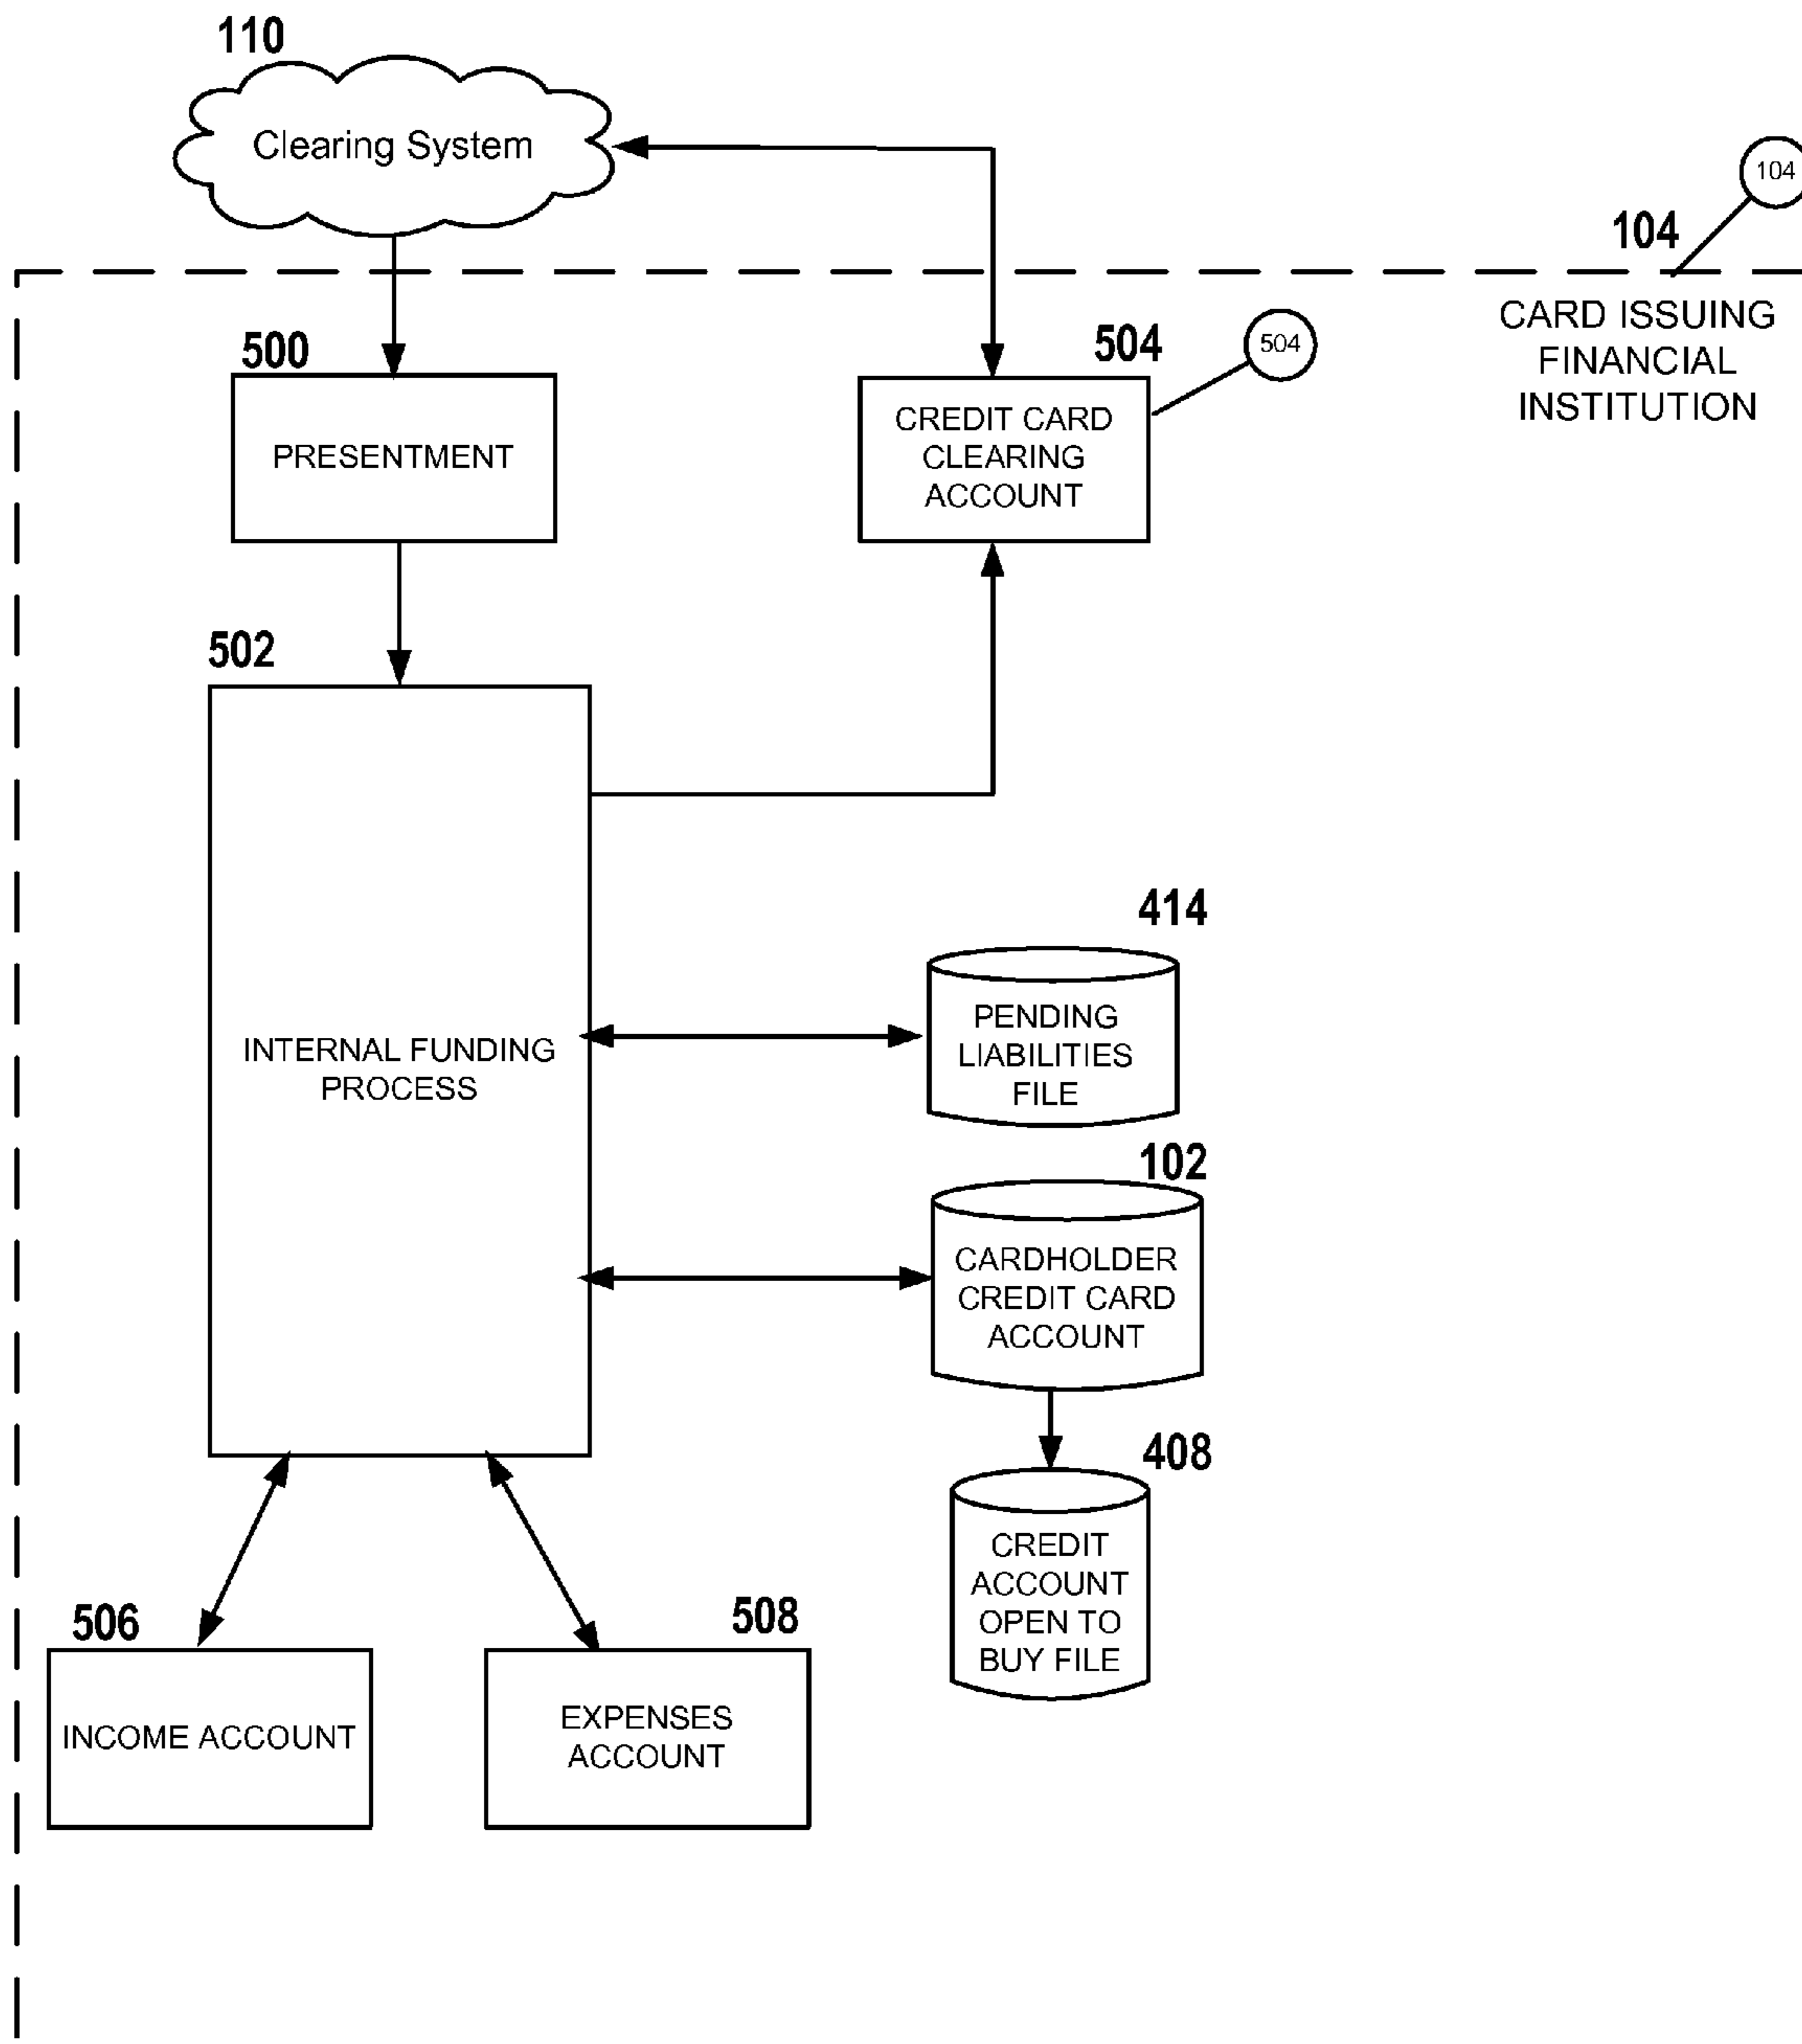 110
Clearing System
104
104
CARD ISSUING
FINANCIAL
INSTITUTION
500
PRESENTMENT
504
504
CREDIT CARD
CLEARING
ACCOUNT
502
INTERNAL FUNDING
PROCESS
414
PENDING
LIABILITIES
FILE
102
CARDHOLDER
CREDIT CARD
ACCOUNT
408
CREDIT
ACCOUNT
OPEN TO
BUY FILE
506
INCOME ACCOUNT
508
EXPENSES
ACCOUNT